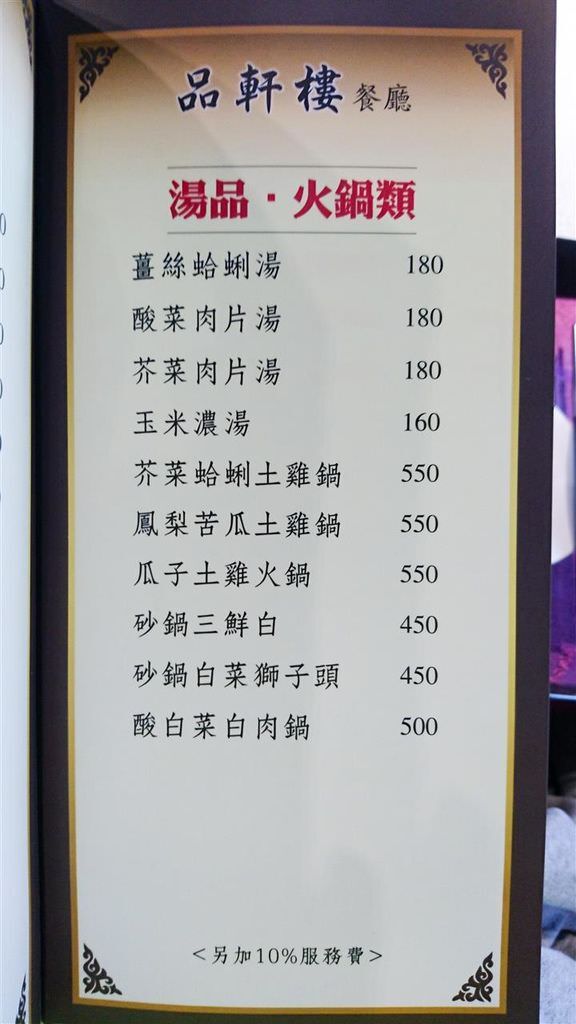 品軒樓餐廳
湯品·火鍋類
薑絲蛤蜊湯 180
酸菜肉片湯 180
芥菜肉片湯 180
玉米濃湯 160
芥菜蛤蜊土雞鍋 550
鳳梨苦瓜土雞鍋 550
瓜子土雞火鍋 550
砂鍋三鮮白 450
砂鍋白菜獅子頭 450
酸白菜白肉鍋 500
<另加10%服務費>